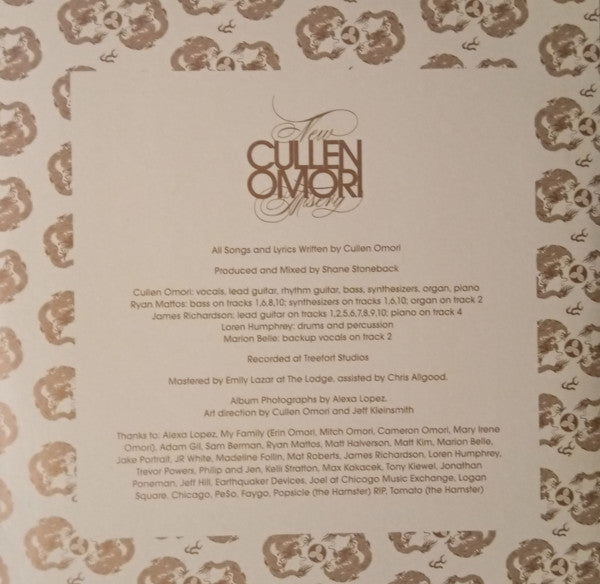 New
CULLEN
OMORI
Misery
All Songs and Lyrics Written by Cullen Omori
Produced and Mixed by Shane Stoneback
Cullen Omori: vocals, lead guitar, rhythm guitar, bass, synthesizers, organ, piano
Ryan Mattos: bass on tracks 1,6,8,10; synthesizers on tracks 1,6,10; organ on track 2
James Richardson: lead guitar on tracks 1,2,5,6,7,8,9,10; piano on track 4
Loren Humphrey: drums and percussion
Marion Belle: backup vocals on track 2
Recorded at Treefort Studios
Mastered by Emily Lazar at The Lodge, assisted by Chris Allgood.
Album Photographs by Alexa Lopez.
Art direction by Cullen Omori and Jeff Kleinsmith
Thanks to: Alexa Lopez, My Family (Erin Omori, Mitch Omori, Cameron Omori, Mary Irene
Omori), Adam Gil, Sam Berman, Ryan Mattos, Matt Halverson, Matt Kim, Marion Belle,
Jake Portrait, JR White, Madeline Follin, Mat Roberts, James Richardson, Loren Humphrey,
Trevor Powers, Philip and Jen, Kelli Stratton, Max Kakacek, Tony Kiewel, Jonathan
Poneman, Jeff Hill, Earthquaker Devices, Joel at Chicago Music Exchange, Logan
Square, Chicago, PeSo, Faygo, Popsicle (the Hamster) RIP, Tomato (the Hamster)